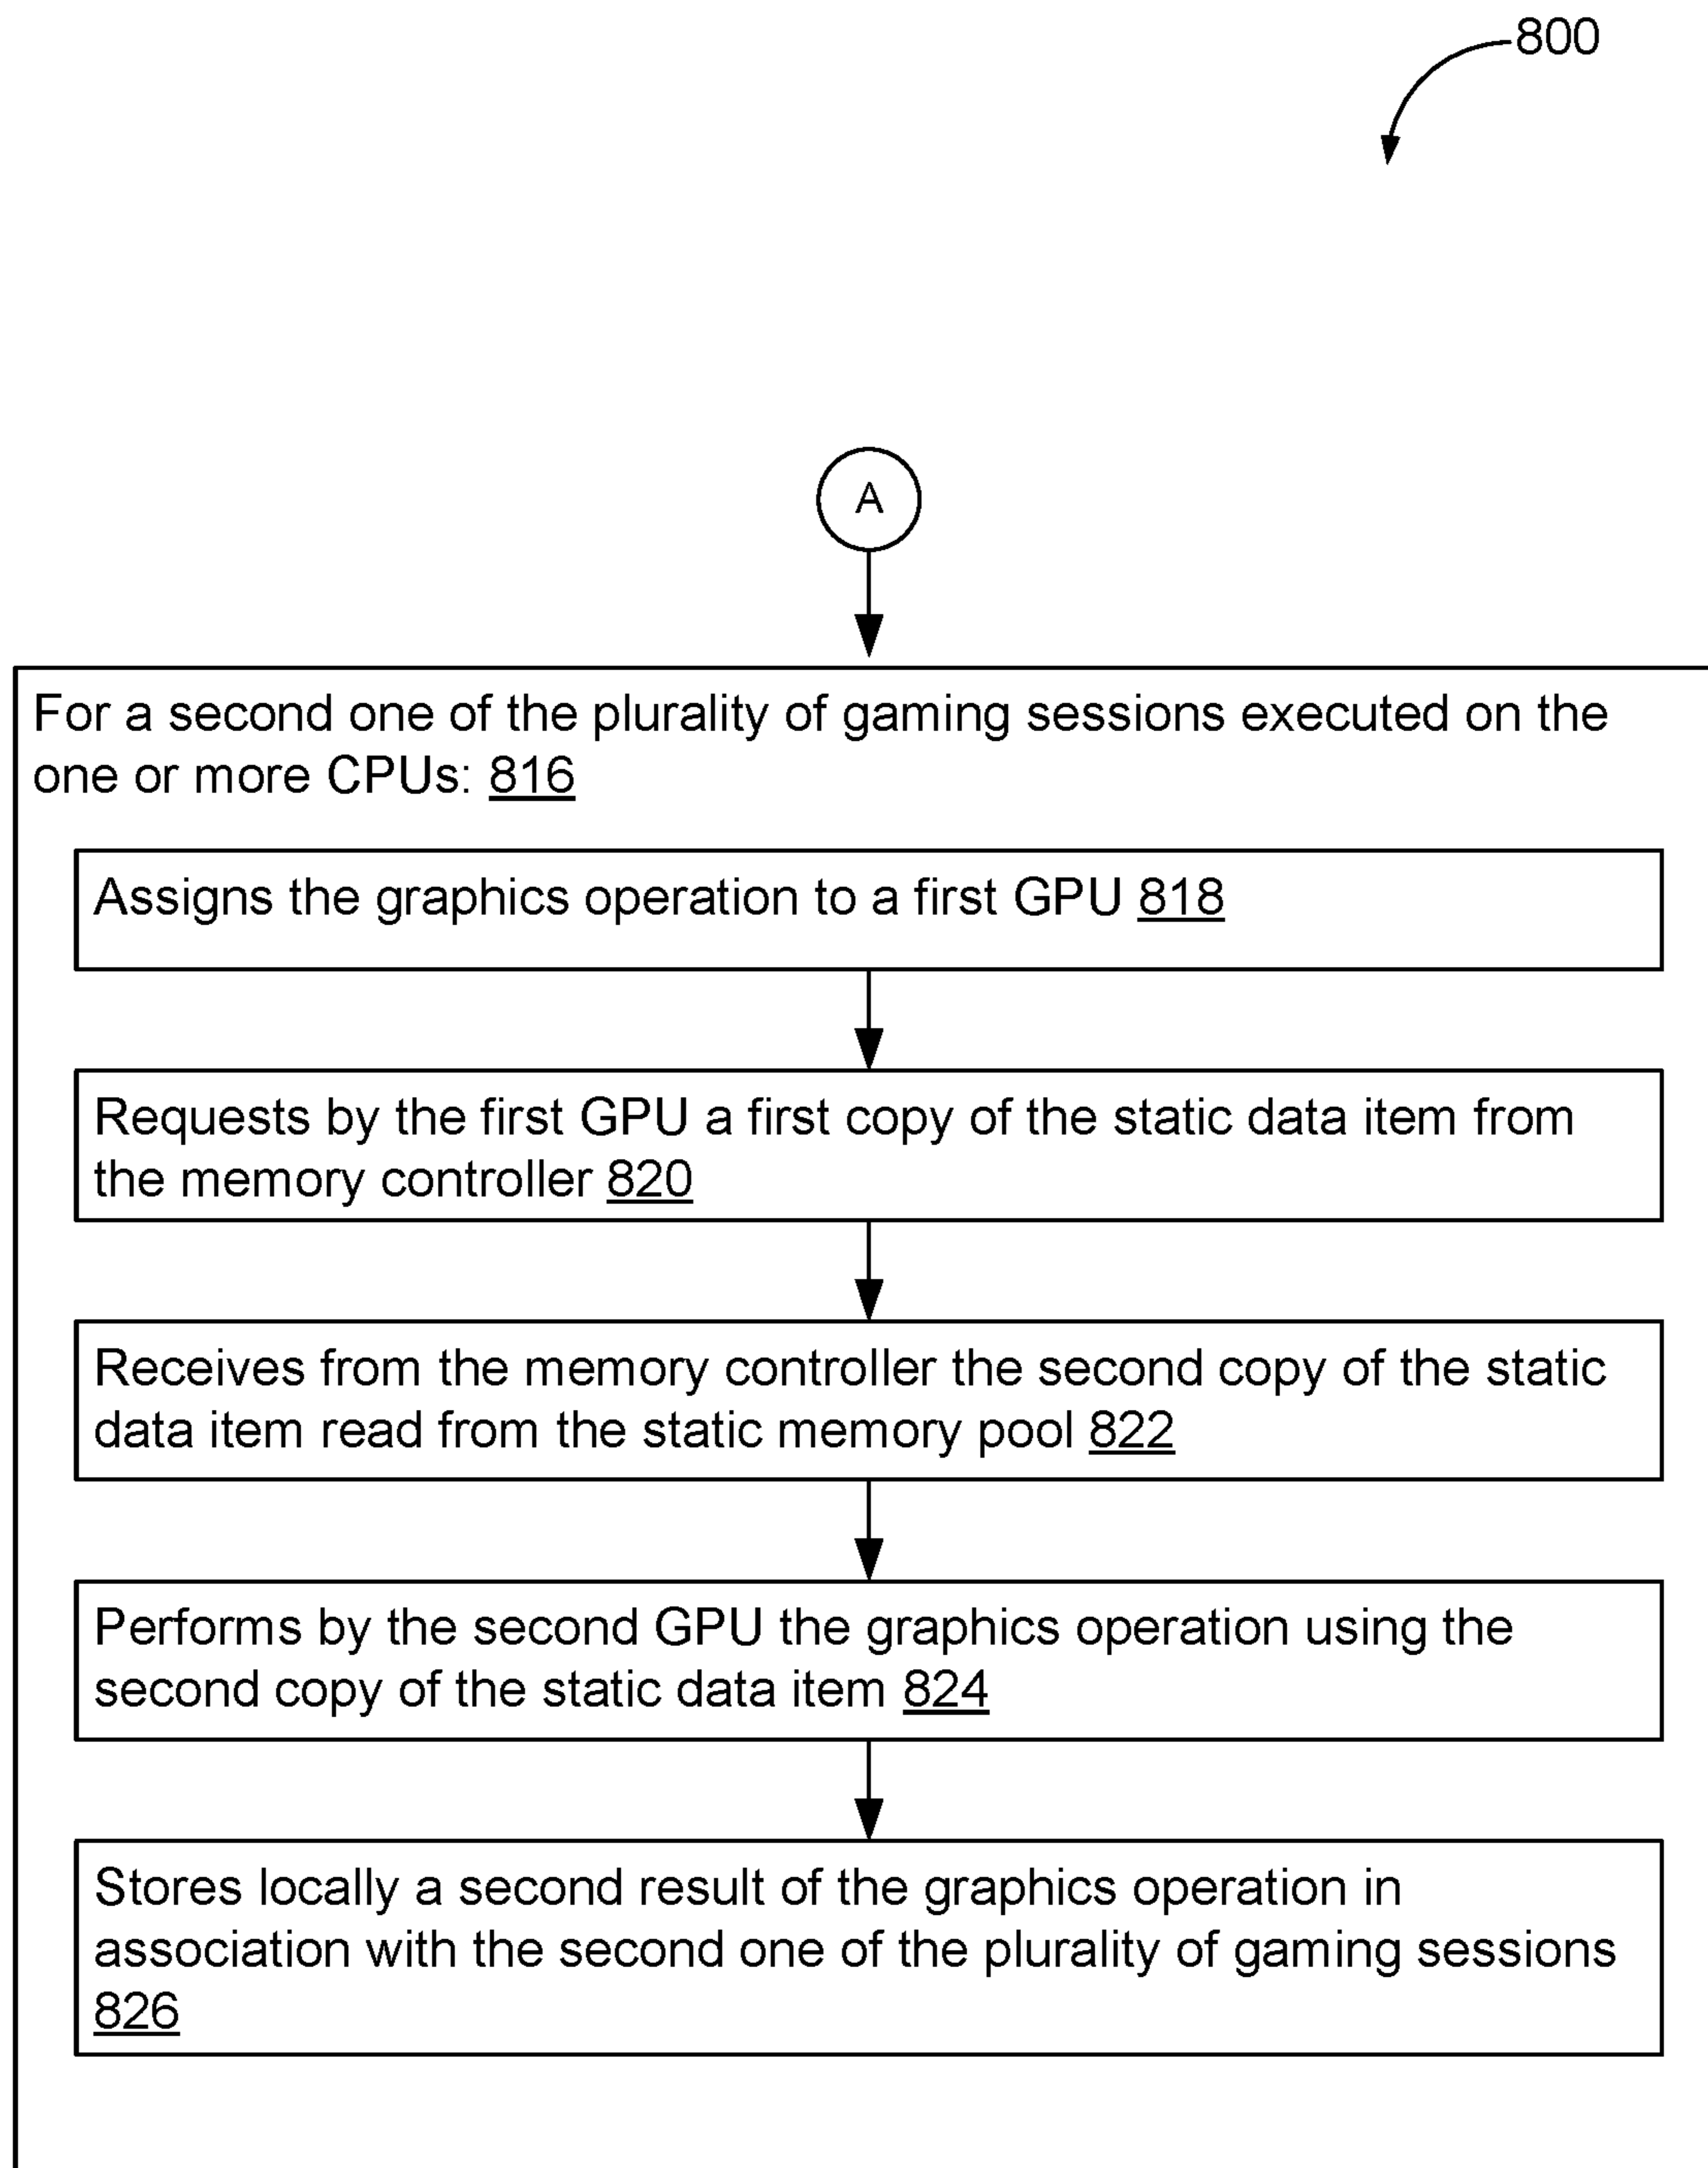 800
A
For a second one of the plurality of gaming sessions executed on the
one or more CPUs: 816
Assigns the graphics operation to a first GPU 818
Requests by the first GPU a first copy of the static data item from
the memory controller 820
Receives from the memory controller the second copy of the static
data item read from the static memory pool 822
Performs by the second GPU the graphics operation using the
second copy of the static data item 824
Stores locally a second result of the graphics operation in
association with the second one of the plurality of gaming sessions
826